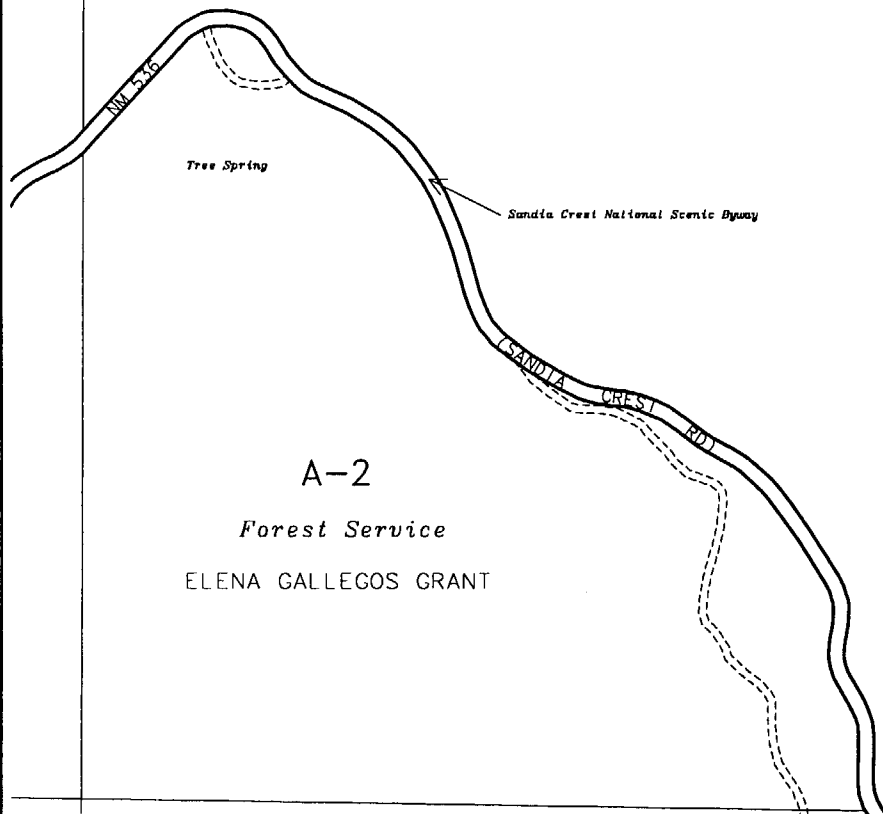 NM 536
Tree Spring
Sandia Crest National Scenic Byway
(SANDIA CREST RD)
A-2
Forest Service
ELENA GALLEGOS GRANT